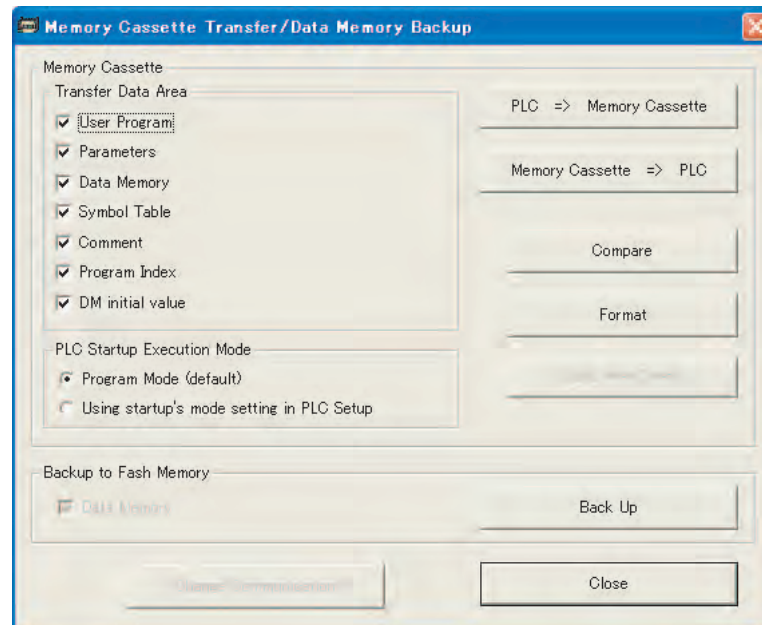 Memory Cassette Transfer/Data Memory Backup
Memory Cassette
Transfer Data Area
User Program
Parameters
Data Memory
Symbol Table
Comment
Program Index
DM initial value
PLC => Memory Cassette
Memory Cassette => PLC
Compare
Format
PLC Startup Execution Mode
Program Mode (default)
Using startup's mode setting in PLC Setup
Backup to Fash Memory
Data Memory
Back Up
Close